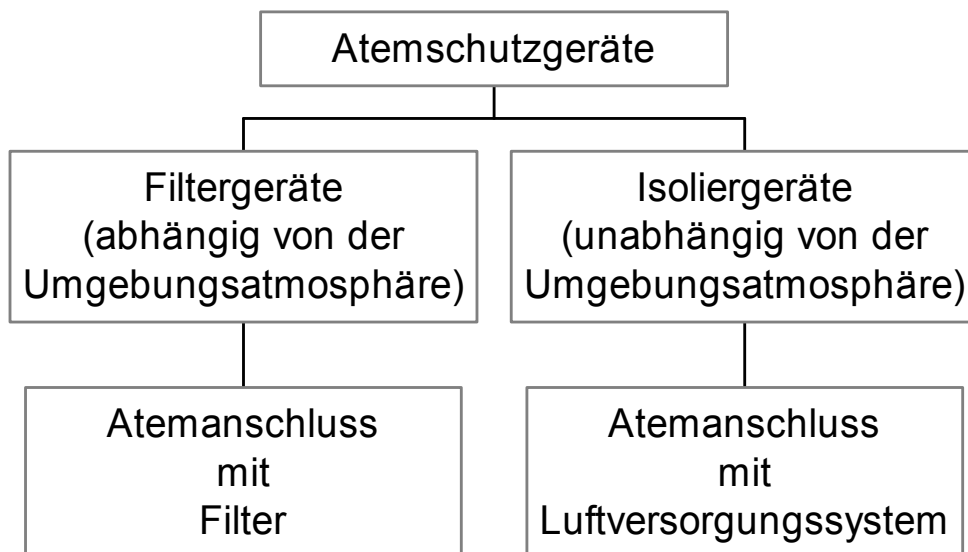 Atemschutzgeräte
Filtergeräte
(abhängig von der
Umgebungsatmosphäre)
Isoliergeräte
(unabhängig von der
Umgebungsatmosphäre)
Atemanschluss
mit
Filter
Atemanschluss
mit
Luftversorgungssystem